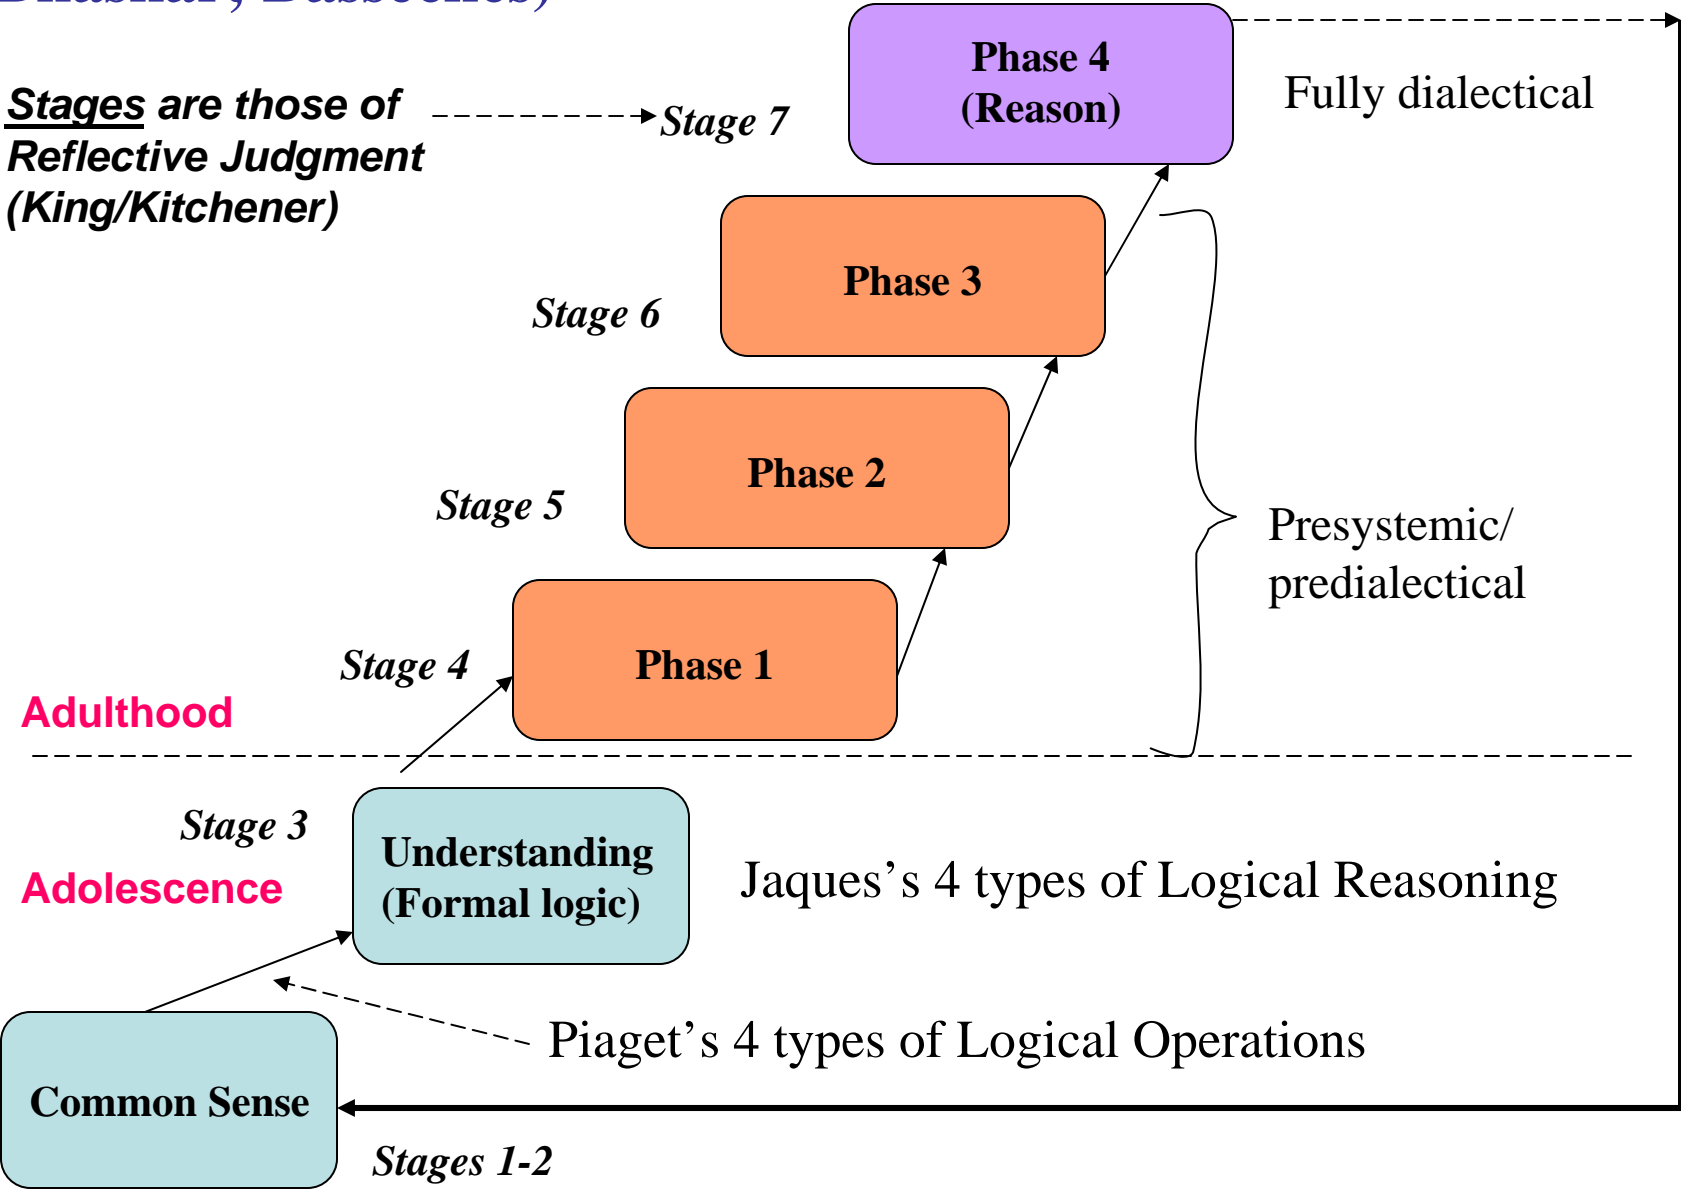 Bhaskar, Basseches)
Phase 4
(Reason)
Fully dialectical
Stages are those of
Reflective Judgment
(King/Kitchener)
Stage 7
Phase 3
Stage 6
Phase 2
Stage 5
Presystemic/
predialectical
Phase 1
Stage 4
Adulthood
Stage 3
Understanding
(Formal logic)
Jaques’s 4 types of Logical Reasoning
Adolescence
Piaget’s 4 types of Logical Operations
Common Sense
Stages 1-2